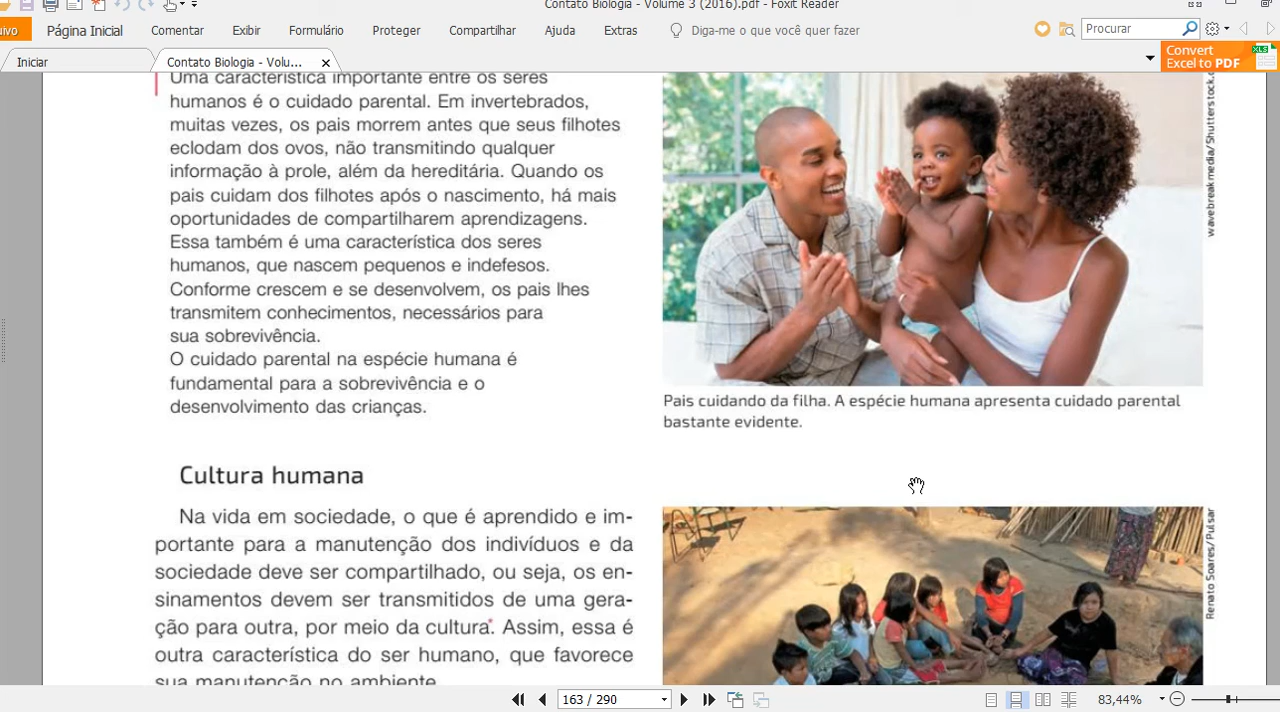 Contato Biologia - Volume 3 (2016).pdf - Foxit Reader
Página Inicial
Comentar
Exibir
Formulário
Proteger
Compartilhar
Ajuda
Extras
Diga-me o que você quer fazer
Procurar
Iniciar
Contato Biologia - Volu...
Convert
Excel to PDF
XLS
Uma característica importante entre os seres
humanos é o cuidado parental. Em invertebrados,
muitas vezes, os pais morrem antes que seus filhotes
eclodam dos ovos, não transmitindo qualquer
informação à prole, além da hereditária. Quando os
pais cuidam dos filhotes após o nascimento, há mais
oportunidades de compartilharem aprendizagens.
Essa também é uma característica dos seres
humanos, que nascem pequenos e indefesos.
Conforme crescem e se desenvolvem, os pais lhes
transmitem conhecimentos, necessários para
sua sobrevivência.
O cuidado parental na espécie humana é
fundamental para a sobrevivência e o
desenvolvimento das crianças.
wavebreakmedia/Shutterstock.c
Pais cuidando da filha. A espécie humana apresenta cuidado parental
bastante evidente.
Cultura humana
Na vida em sociedade, o que é aprendido e im-
portante para a manutenção dos indivíduos e da
sociedade deve ser compartilhado, ou seja, os en-
sinamentos devem ser transmitidos de uma gera-
ção para outra, por meio da cultura. Assim, essa é
outra característica do ser humano, que favorece
sua manutenção no ambiente.
Renato Soares/Pulsar
163 / 290
83,44%